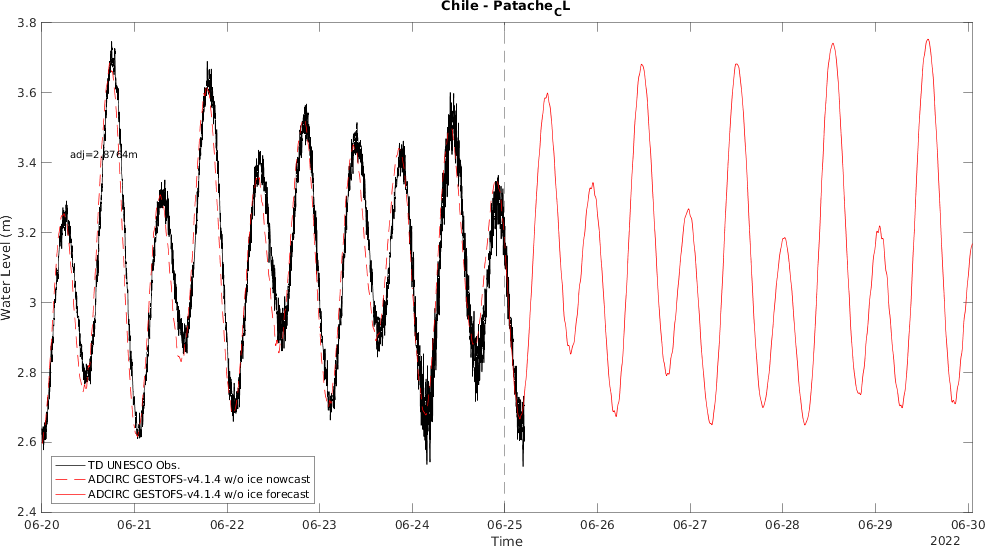 Chile - Patache_CL
3.8
3.6
3.4
3.2
3
2.8
2.6
2.4
Water Level (m)
adj=2.8764m
TD UNESCO Obs.
ADCIRC GESTOFS-v4.1.4 w/o ice nowcast
ADCIRC GESTOFS-v4.1.4 w/o ice forecast
06-20 06-21 06-22 06-23 06-24 06-25 06-26 06-27 06-28 06-29 06-30
Time
2022